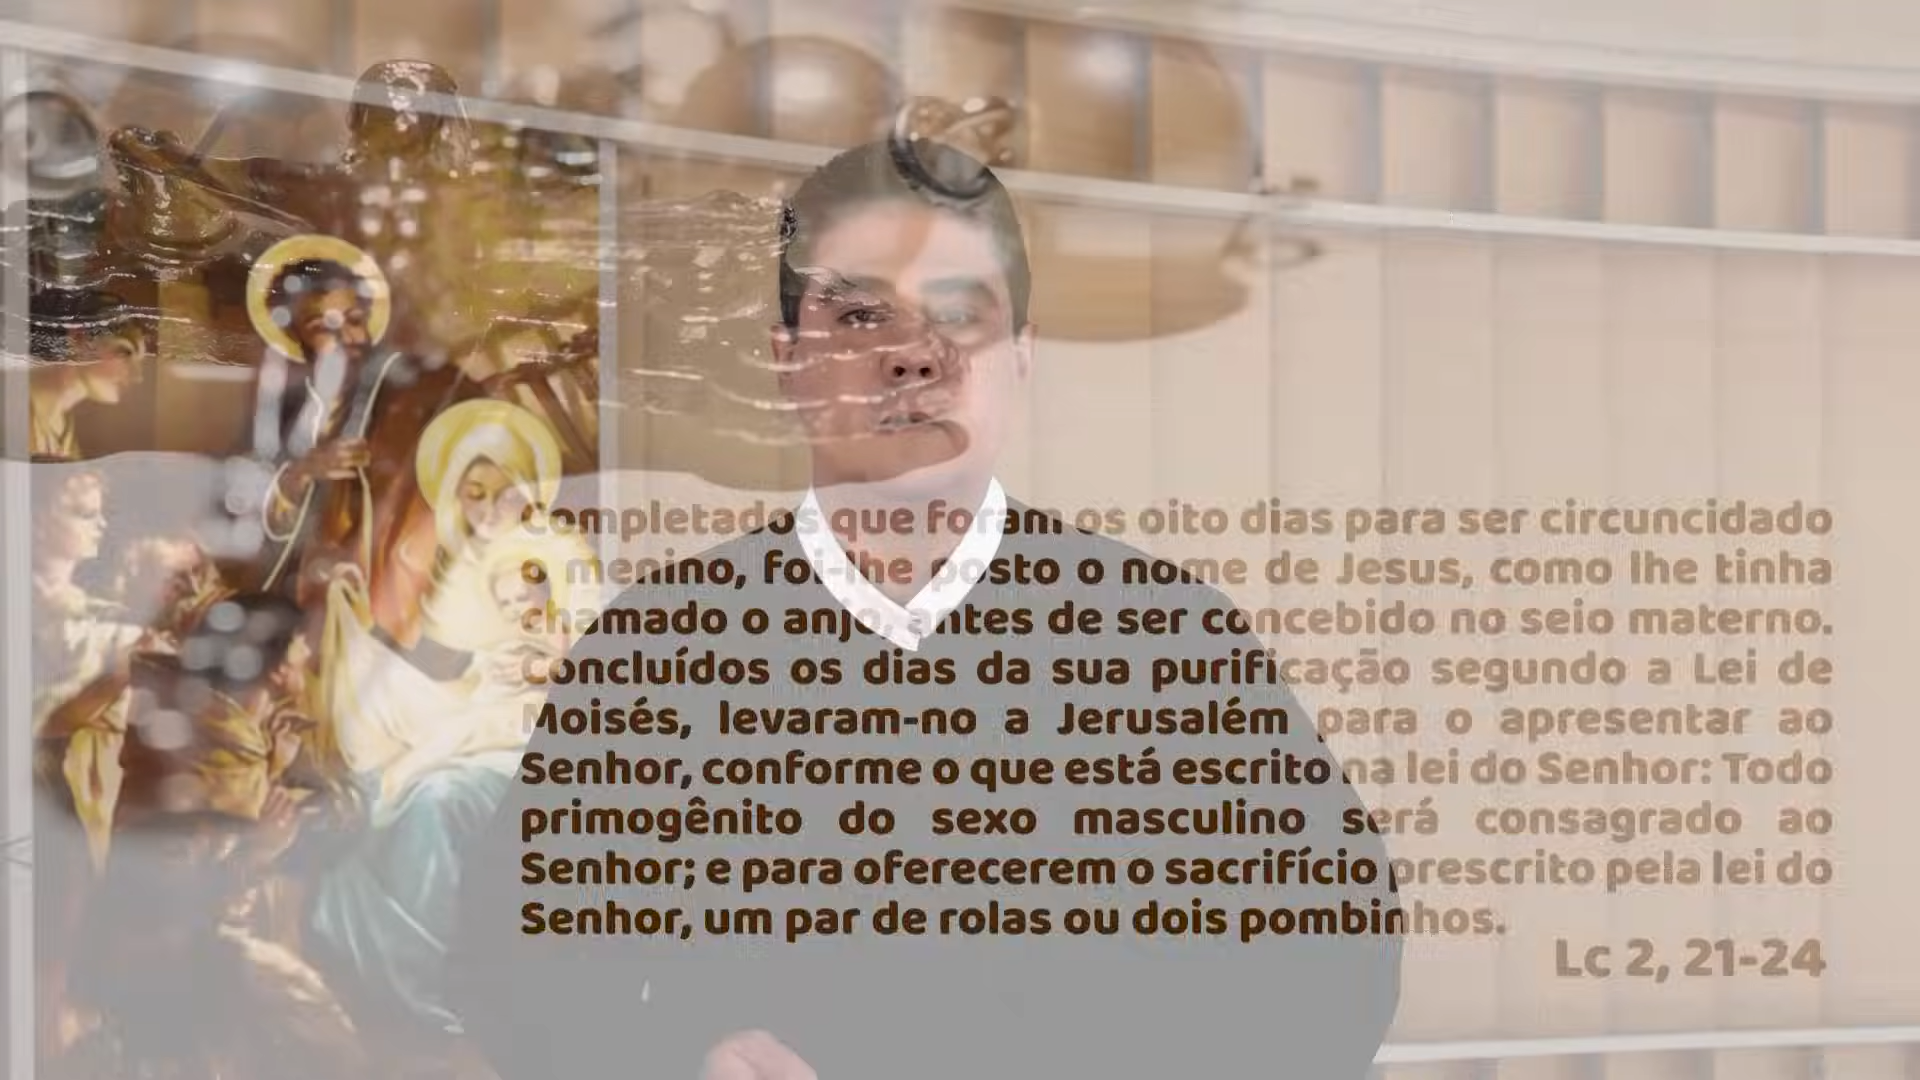 Completados que foram os oito dias para ser circuncidado
o menino, foi-lhe posto o nome de Jesus, como lhe tinha
chamado o anjo, antes de ser concebido no seio materno.
Concluídos os dias da sua purificação segundo a Lei de
Moisés, levaram-no a Jerusalém para o apresentar ao
Senhor, conforme o que está escrito na lei do Senhor: Todo
primogênito do sexo masculino será consagrado ao
Senhor; e para oferecerem o sacrifício prescrito pela lei do
Senhor, um par de rolas ou dois pombinhos.
Lc 2, 21-24